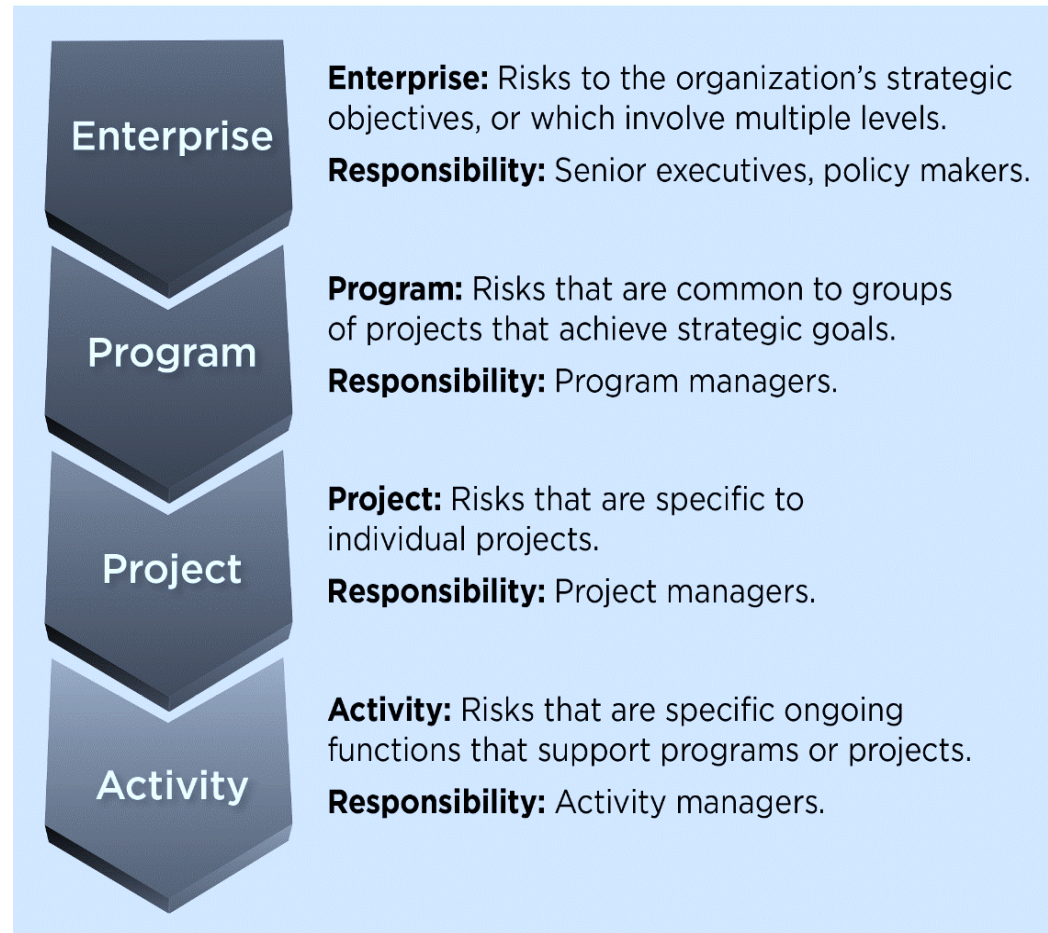 Enterprise
Enterprise: Risks to the organization's strategic
objectives, or which involve multiple levels.
Responsibility: Senior executives, policy makers.
Program
Program: Risks that are common to groups
of projects that achieve strategic goals.
Responsibility: Program managers.
Project
Project: Risks that are specific to
individual projects.
Responsibility: Project managers.
Activity
Activity: Risks that are specific ongoing
functions that support programs or projects.
Responsibility: Activity managers.